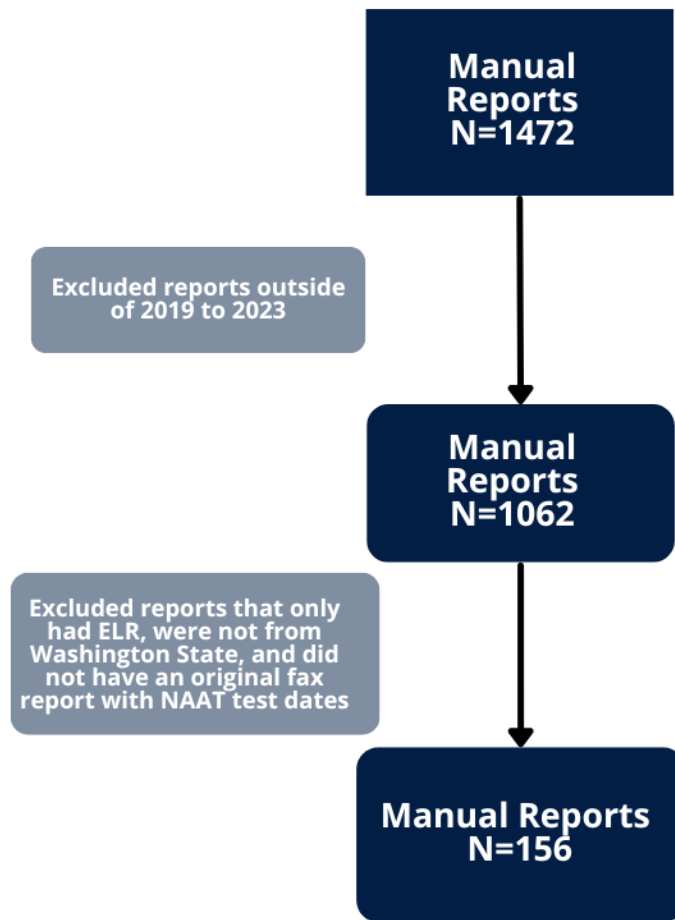 Manual
Reports
N=1472
Excluded reports outside
of 2019 to 2023
Manual
Reports
N=1062
Excluded reports that only
had ELR, were not from
Washington State, and did
not have an original fax
report with NAAT test dates
Manual Reports
N=156